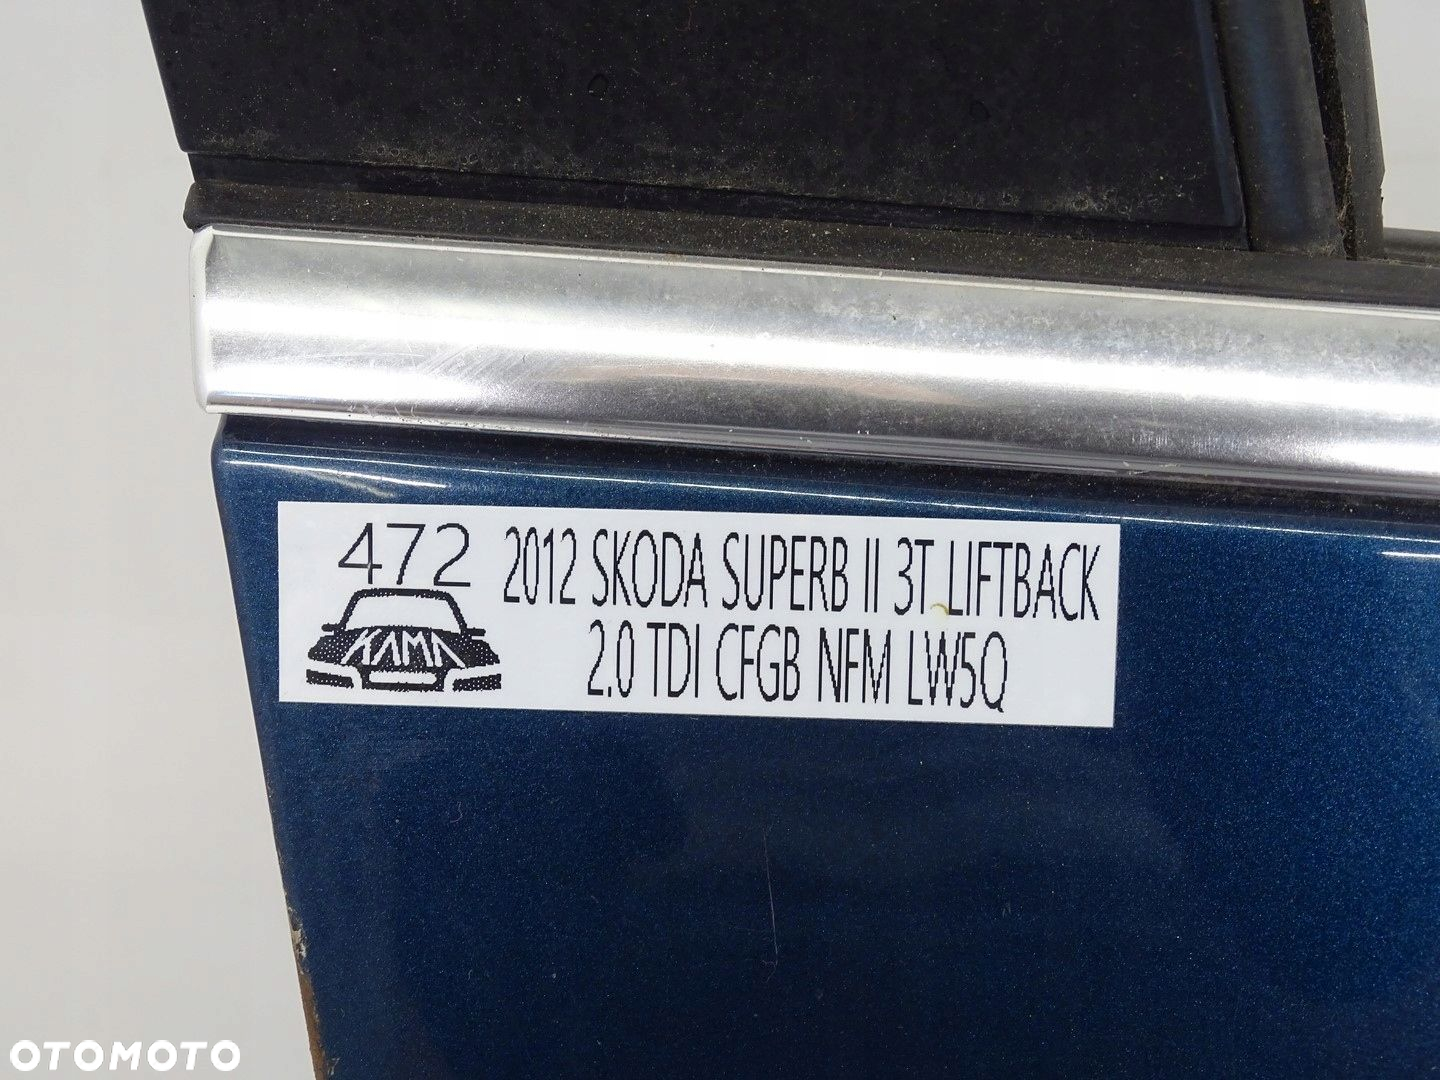 472 2012 SKODA SUPERB II 3T LIFTBACK
KAMA 2.0 TDI CFGB NFM LW5Q
OTOMOTO